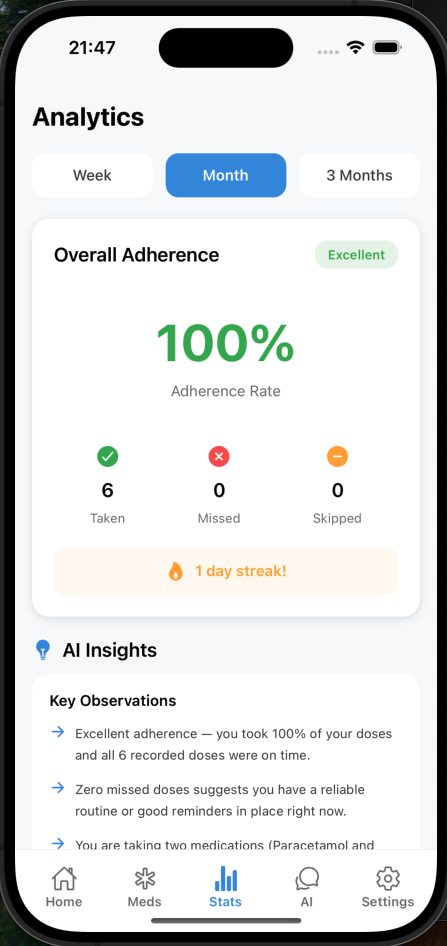 21:47
Analytics
Week
Month
3 Months
Overall Adherence
Excellent
100%
Adherence Rate
6
0
0
Taken
Missed
Skipped
1 day streak!
AI Insights
Key Observations
Excellent adherence — you took 100% of your doses
and all 6 recorded doses were on time.
Zero missed doses suggests you have a reliable
routine or good reminders in place right now.
You are taking two medications (Paracetamol and
Home
Meds
Stats
AI
Settings